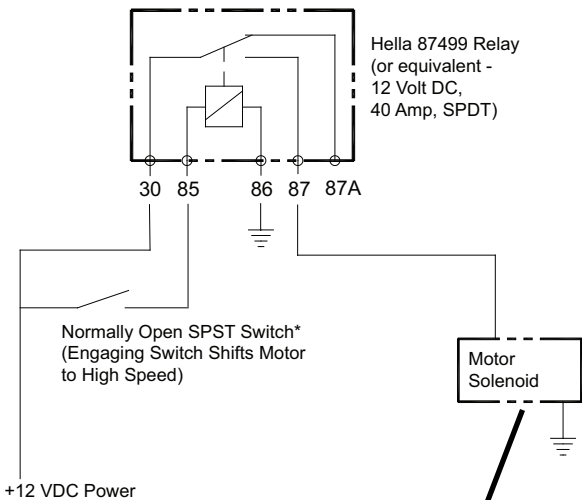 Hella 87499 Relay
(or equivalent -
12 Volt DC,
40 Amp, SPDT)
30 85 86 87 87A
Normally Open SPST Switch*
(Engaging Switch Shifts Motor
to High Speed)
Motor
Solenoid
+12 VDC Power